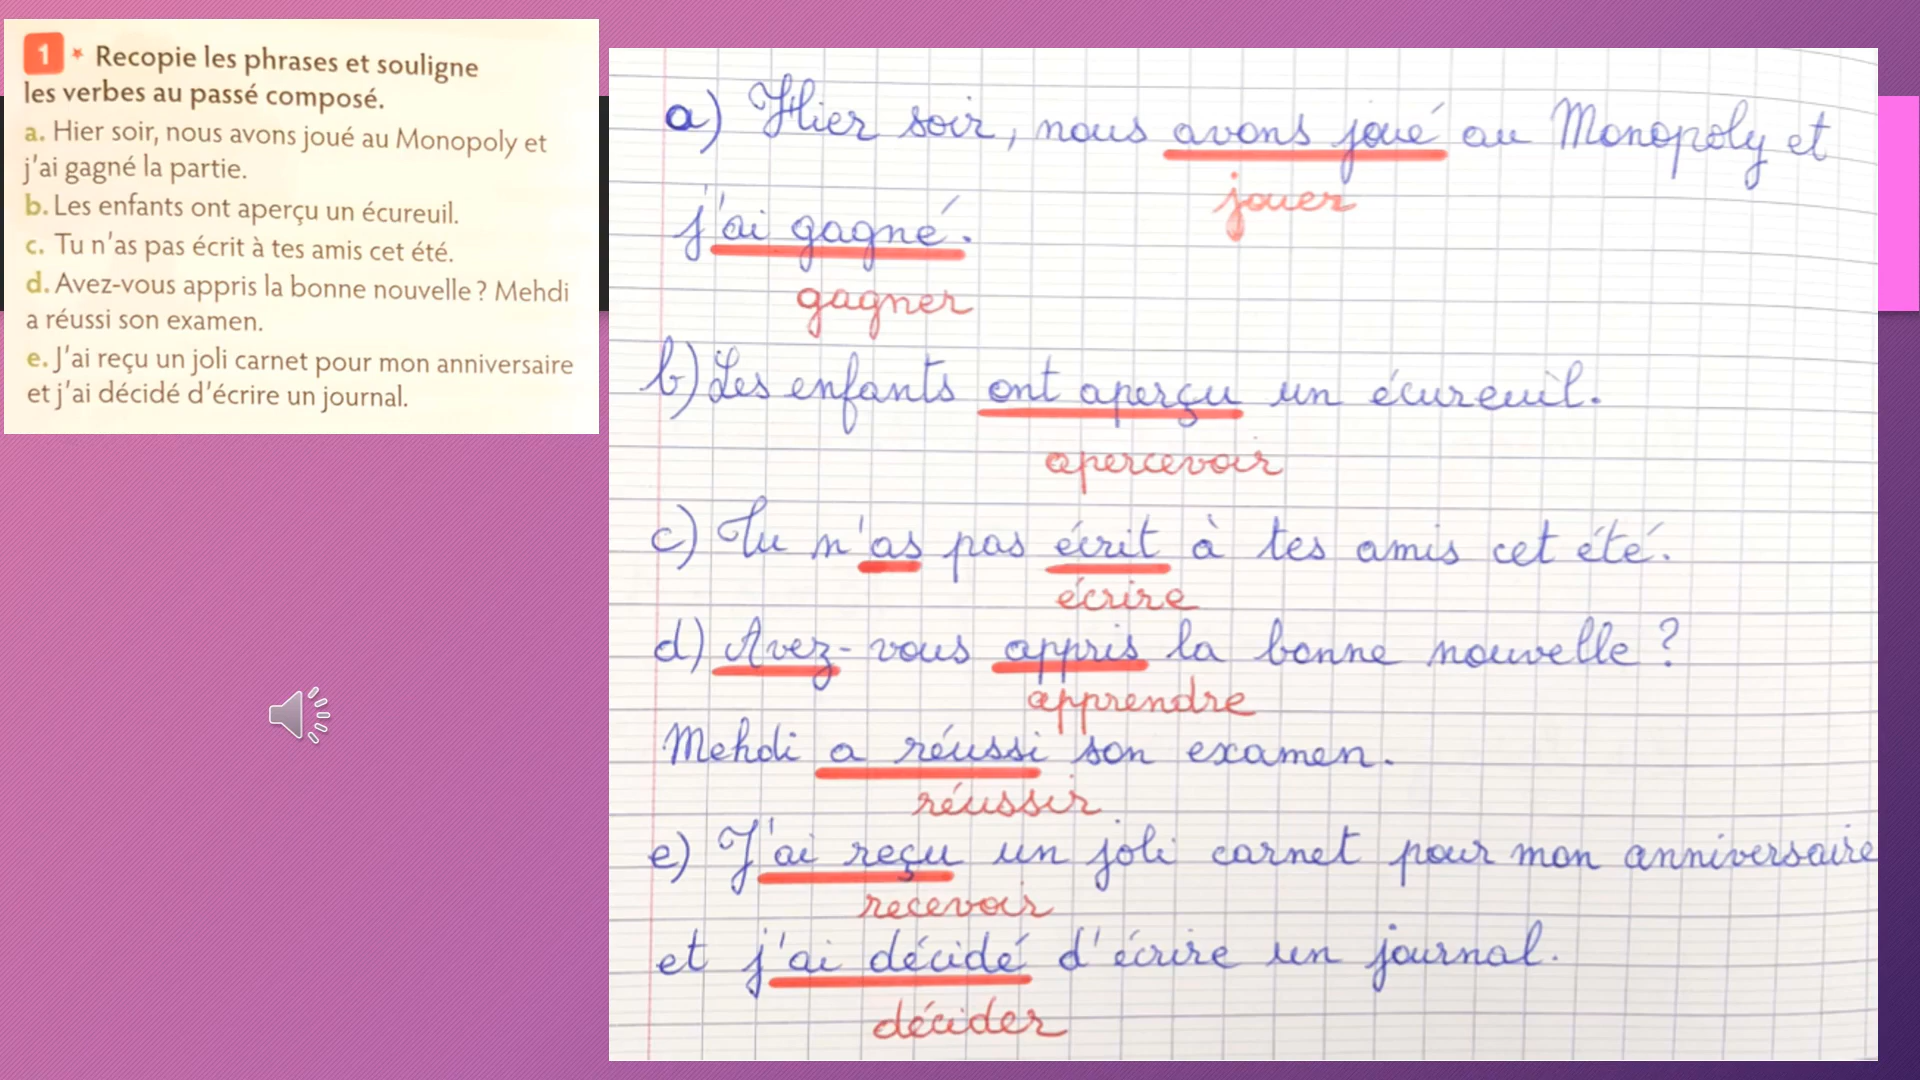 1 * Recopie les phrases et souligne
les verbes au passé composé.
a. Hier soir, nous avons joué au Monopoly et
j'ai gagné la partie.
b. Les enfants ont aperçu un écureuil.
c. Tu n'as pas écrit à tes amis cet été.
d. Avez-vous appris la bonne nouvelle ? Mehdi
a réussi son examen.
e. J'ai reçu un joli carnet pour mon anniversaire
et j'ai décidé d'écrire un journal.
a) Hier soir, nous avons joué au Monopoly et
jouer
j'ai gagné.
gagner
b) Les enfants ont aperçu un écureuil.
apercevoir
c) Tu n'as pas écrit à tes amis cet été.
écrire
d) Avez-vous appris la bonne nouvelle ?
apprendre
Mehdi a réussi son examen.
réussir
e) J'ai reçu un joli carnet pour mon anniversaire
recevoir
et j'ai décidé d'écrire un journal.
décider